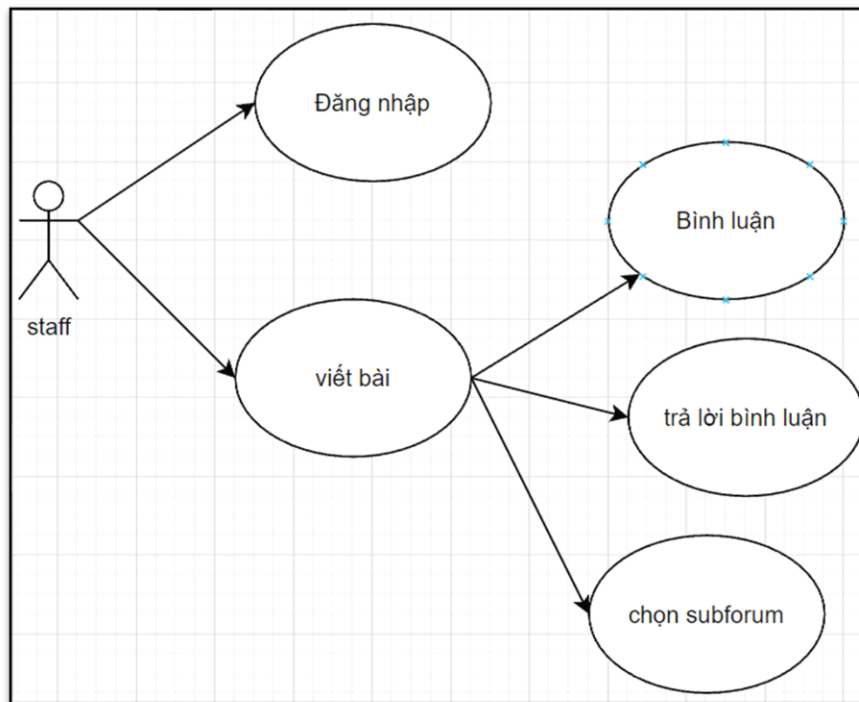 Đăng nhập
Bình luận
staff
viết bài
trả lời bình luận
chọn subforum